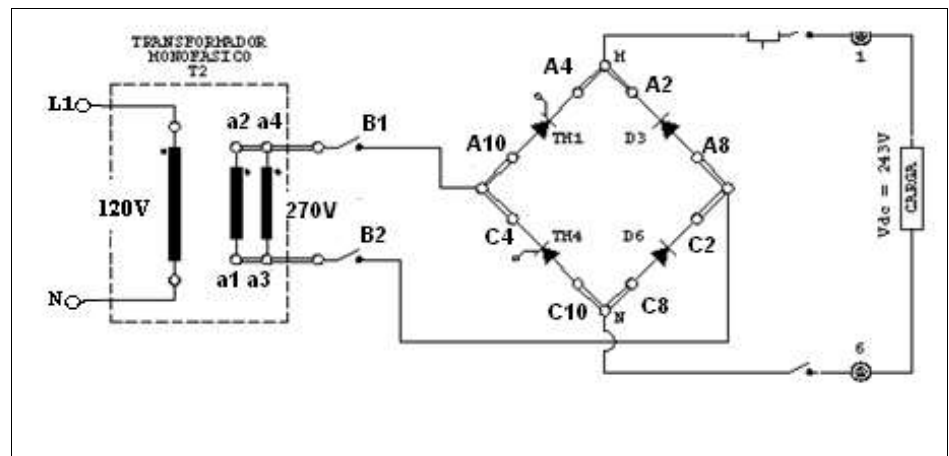 TRANSFORMADOR
MONOFASICO
T2
L1
N
120V
a2 a4
270V
a1 a3
B1
B2
M
A4
A2
TH1
D3
A10
A8
C4
C2
TH4
D6
C10
N
C8
1
6
Vdc = 243V
CARGA